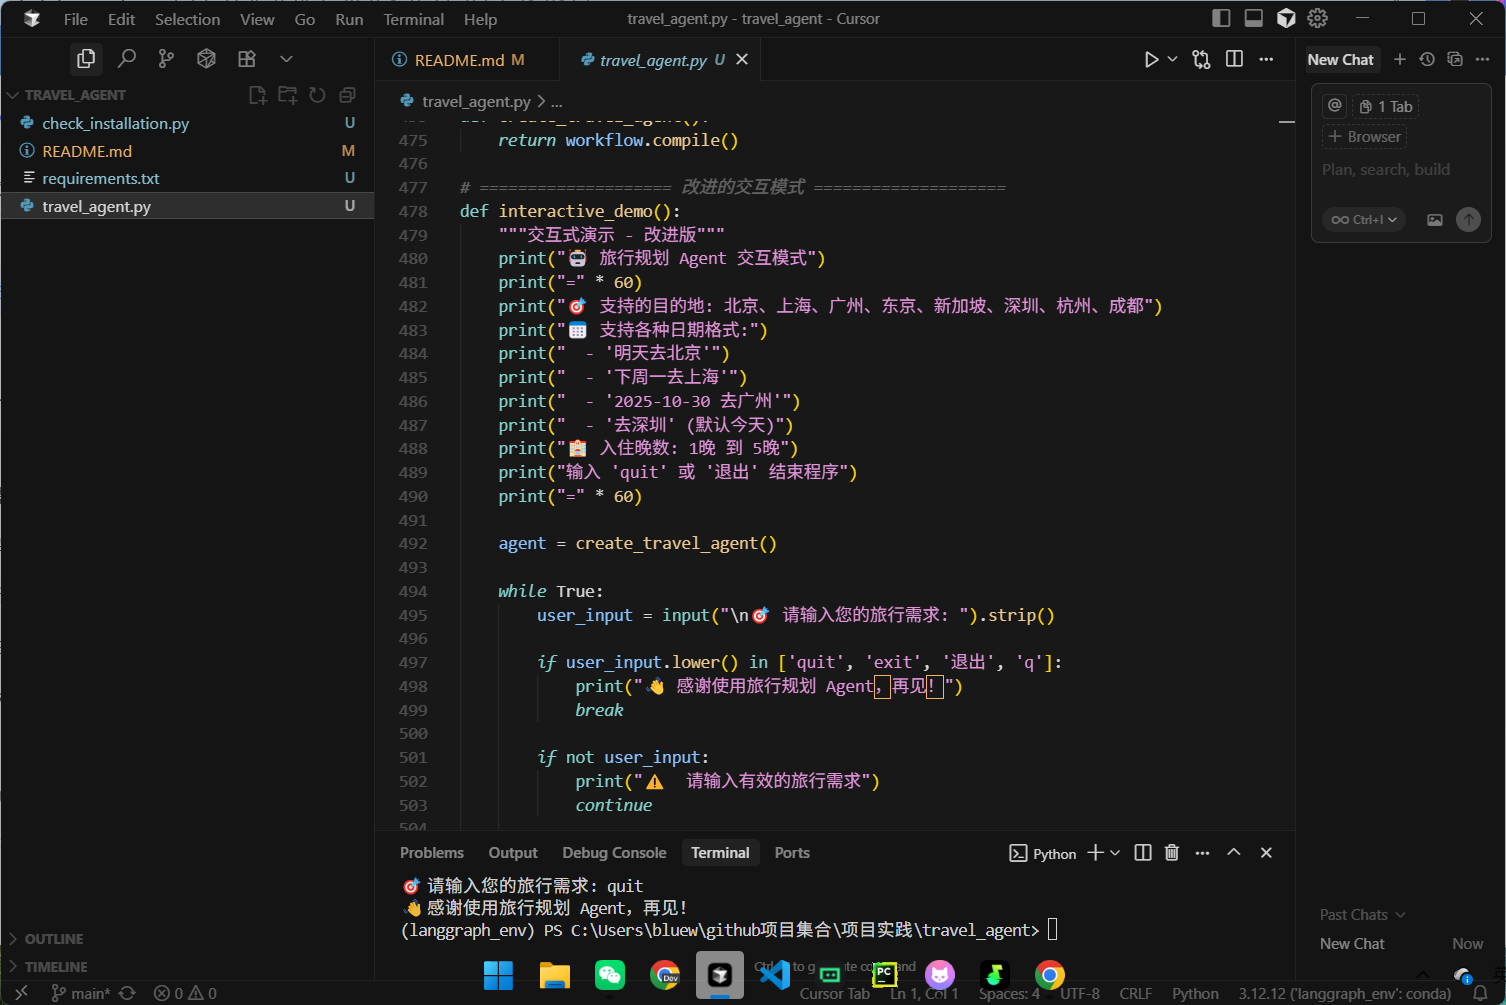 File Edit Selection View Go Run Terminal Help travel_agent.py - travel_agent - Cursor
README.md M travel_agent.py U
New Chat
TRAVEL_AGENT
check_installation.py U
README.md M
requirements.txt U
travel_agent.py U
travel_agent.py > ...
475 return workflow.compile()
476
477 # ==================== 改进的交互模式 ====================
478 def interactive_demo():
479 """交互式演示 - 改进版"""
480 print("🤖 旅行规划 Agent 交互模式")
481 print("=" * 60)
482 print("🎯 支持的目的地: 北京、上海、广州、东京、新加坡、深圳、杭州、成都")
483 print("📅 支持各种日期格式:")
484 print("  - '明天去北京'")
485 print("  - '下周一去上海'")
486 print("  - '2025-10-30 去广州'")
487 print("  - '去深圳' (默认今天)")
488 print("🏨 入住晚数: 1晚 到 5晚")
489 print("输入 'quit' 或 '退出' 结束程序")
490 print("=" * 60)
491
492 agent = create_travel_agent()
493
494 while True:
495 user_input = input("\n🎯 请输入您的旅行需求: ").strip()
496
497 if user_input.lower() in ['quit', 'exit', '退出', 'q']:
498 print("👋 感谢使用旅行规划 Agent，再见！")
499 break
500
501 if not user_input:
502 print("⚠️  请输入有效的旅行需求")
503 continue
504
@ 1 Tab
+ Browser
Plan, search, build
∞ Ctrl+I
Past Chats
New Chat Now
Problems Output Debug Console Terminal Ports
Python
🎯 请输入您的旅行需求: quit
👋 感谢使用旅行规划 Agent，再见！
(langgraph_env) PS C:\Users\bluew\github项目集合\项目实践\travel_agent>
OUTLINE
TIMELINE
Dev
PC
main* 0 0
Cursor Tab Ln 1, Col 1 Spaces: 4 UTF-8 CRLF Python 3.12.12 ('langgraph_env': conda)